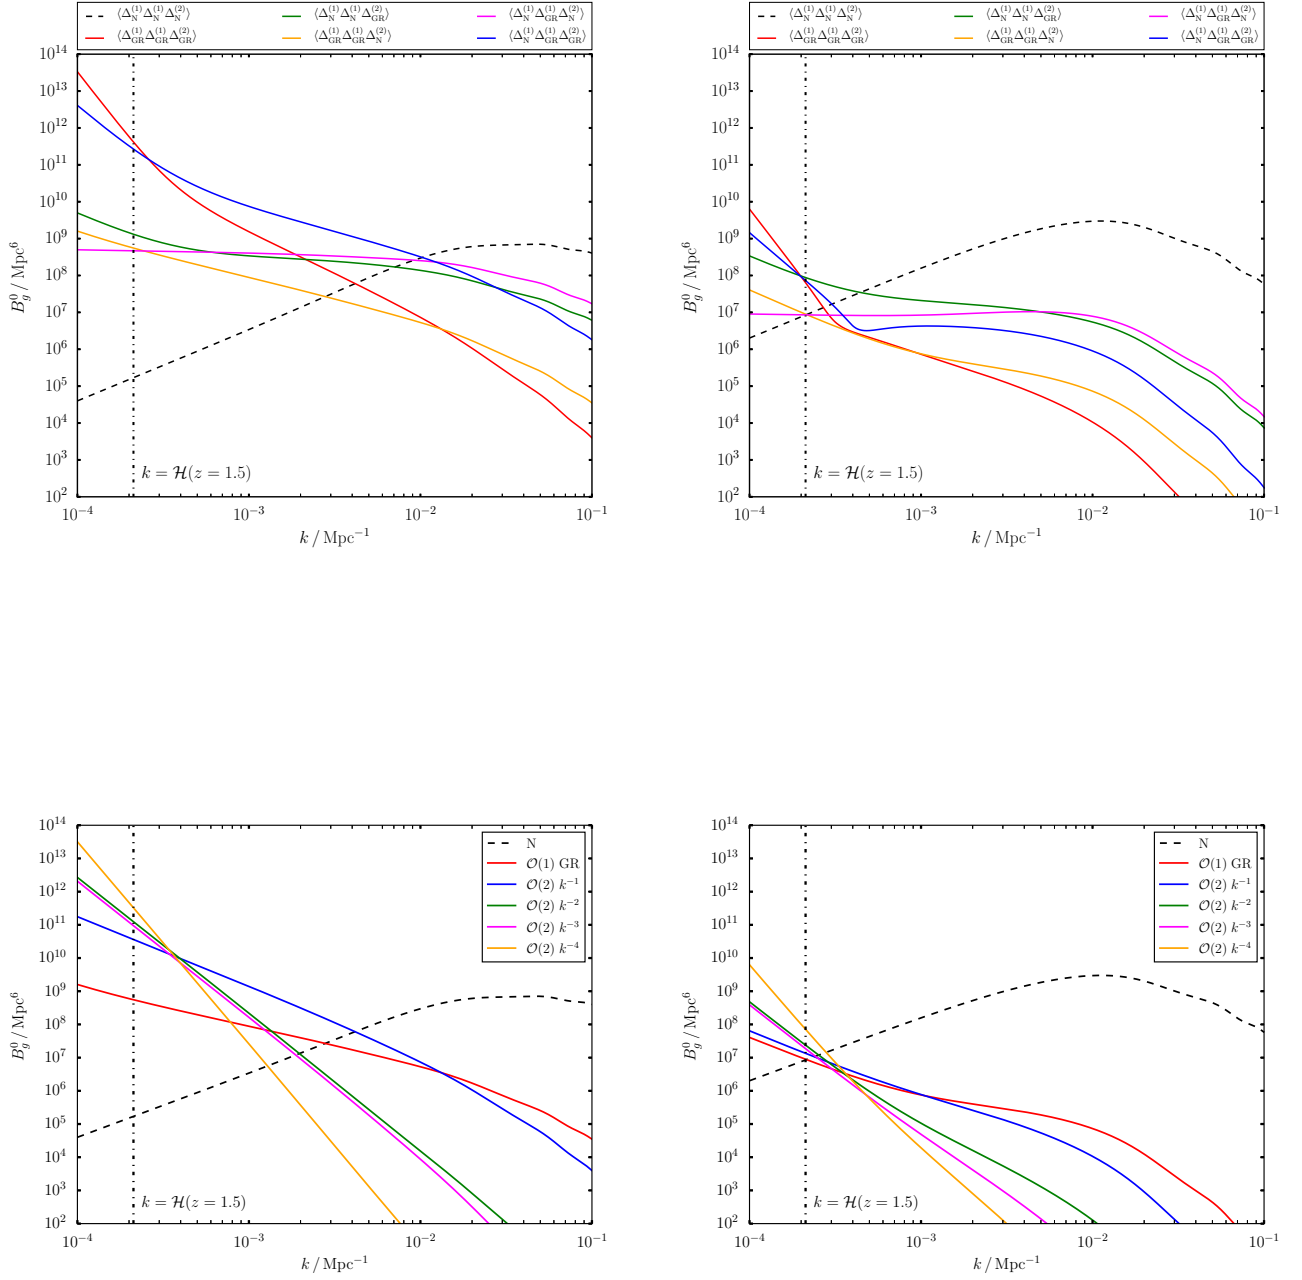 ⟨Δ_N^(1) Δ_N^(1) Δ_N^(2)⟩ ⟨Δ_N^(1) Δ_N^(1) Δ_GR^(2)⟩ ⟨Δ_N^(1) Δ_GR^(1) Δ_N^(2)⟩
⟨Δ_GR^(1) Δ_GR^(1) Δ_GR^(2)⟩ ⟨Δ_GR^(1) Δ_GR^(1) Δ_N^(2)⟩ ⟨Δ_N^(1) Δ_GR^(1) Δ_GR^(2)⟩
10^14
10^13
10^12
10^11
10^10
10^9
10^8
10^7
10^6
10^5
10^4
10^3
10^2
B_g^0 / Mpc^6
k = ℋ(z = 1.5)
10^−4 10^−3 10^−2 10^−1
k / Mpc^−1
⟨Δ_N^(1) Δ_N^(1) Δ_N^(2)⟩ ⟨Δ_N^(1) Δ_N^(1) Δ_GR^(2)⟩ ⟨Δ_N^(1) Δ_GR^(1) Δ_N^(2)⟩
⟨Δ_GR^(1) Δ_GR^(1) Δ_GR^(2)⟩ ⟨Δ_GR^(1) Δ_GR^(1) Δ_N^(2)⟩ ⟨Δ_N^(1) Δ_GR^(1) Δ_GR^(2)⟩
10^14
10^13
10^12
10^11
10^10
10^9
10^8
10^7
10^6
10^5
10^4
10^3
10^2
B_g^0 / Mpc^6
k = ℋ(z = 1.5)
10^−4 10^−3 10^−2 10^−1
k / Mpc^−1
10^14
10^13
10^12
10^11
10^10
10^9
10^8
10^7
10^6
10^5
10^4
10^3
10^2
B_g^0 / Mpc^6
N
𝒪(1) GR
𝒪(2) k^−1
𝒪(2) k^−2
𝒪(2) k^−3
𝒪(2) k^−4
k = ℋ(z = 1.5)
10^−4 10^−3 10^−2 10^−1
k / Mpc^−1
10^14
10^13
10^12
10^11
10^10
10^9
10^8
10^7
10^6
10^5
10^4
10^3
10^2
B_g^0 / Mpc^6
N
𝒪(1) GR
𝒪(2) k^−1
𝒪(2) k^−2
𝒪(2) k^−3
𝒪(2) k^−4
k = ℋ(z = 1.5)
10^−4 10^−3 10^−2 10^−1
k / Mpc^−1